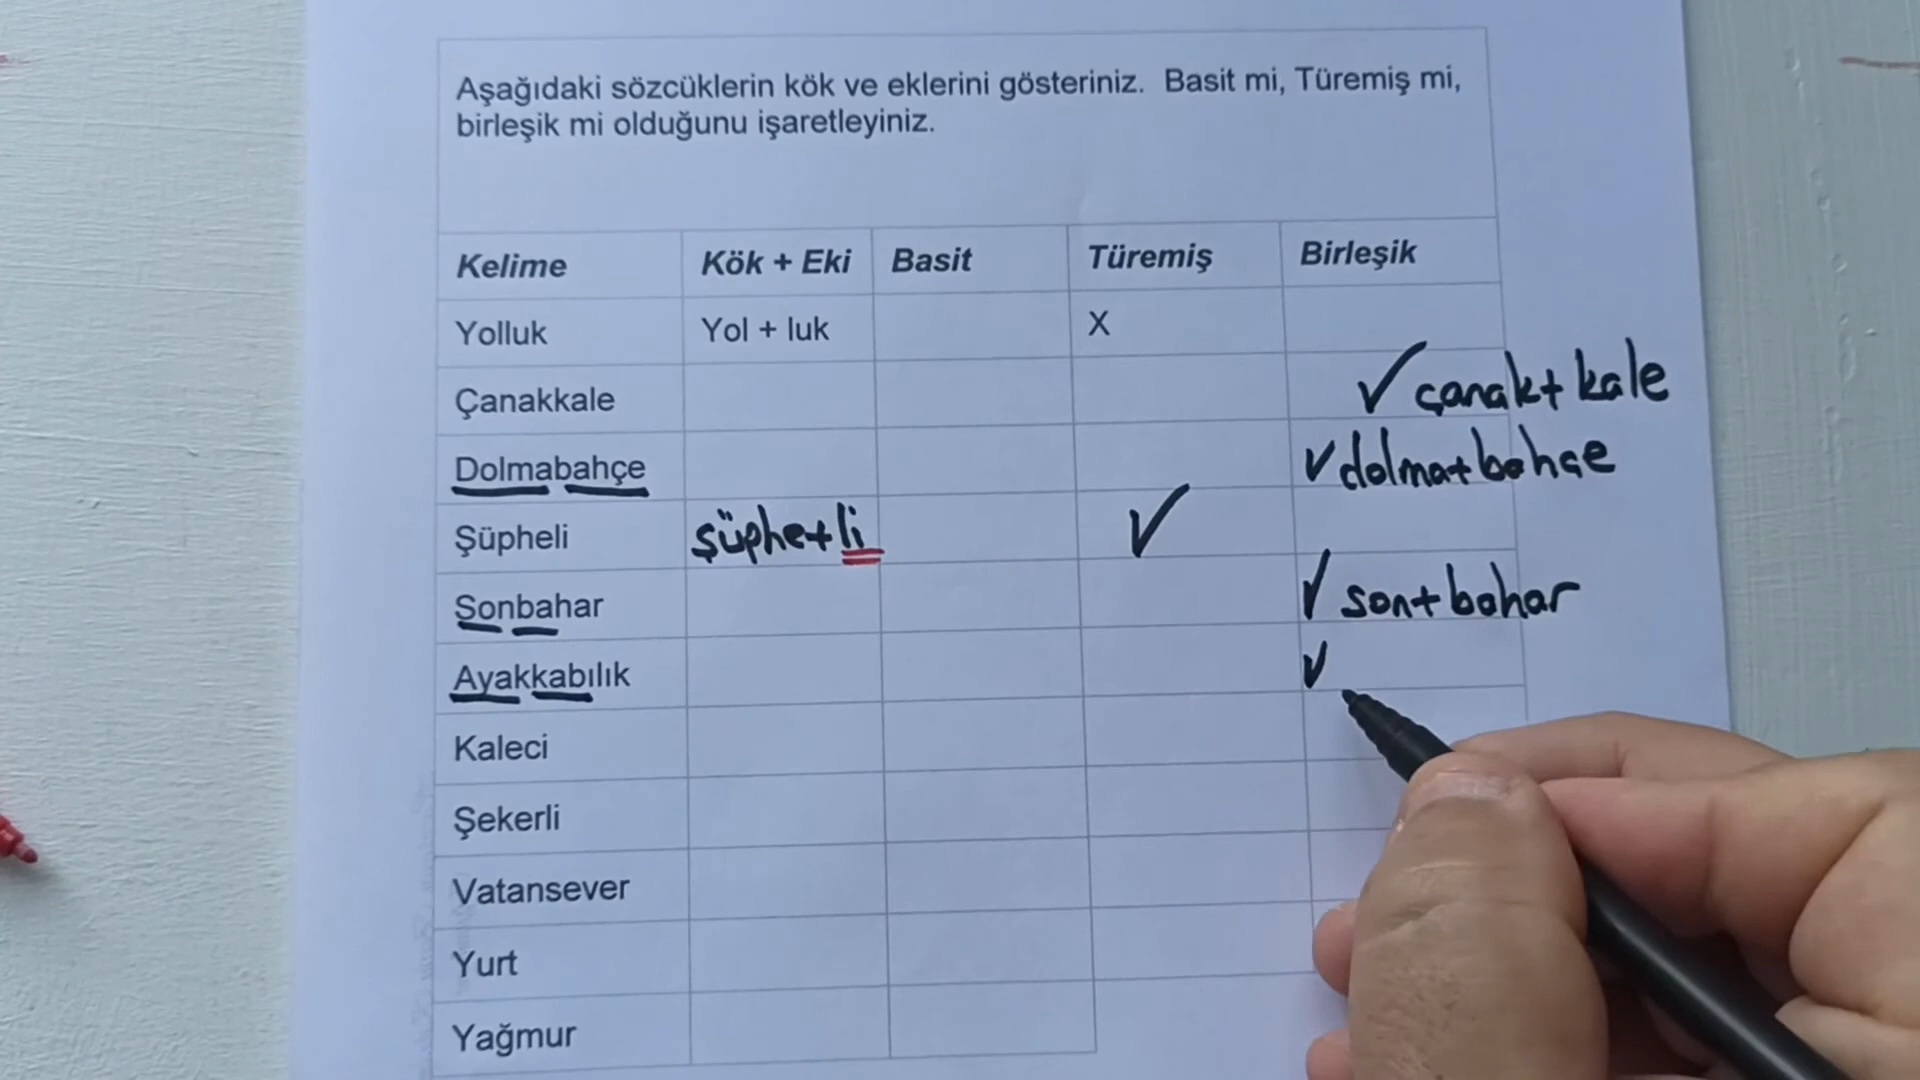 Aşağıdaki sözcüklerin kök ve eklerini gösteriniz. Basit mi, Türemiş mi,
birleşik mi olduğunu işaretleyiniz.
Kelime Kök + Eki Basit Türemiş Birleşik
Yolluk Yol + luk X
Çanakkale ✓ çanak+kale
Dolmabahçe ✓ dolma+bahçe
Şüpheli şüphe+li ✓
Sonbahar ✓ son+bahar
Ayakkabılık ✓
Kaleci
Şekerli
Vatansever
Yurt
Yağmur